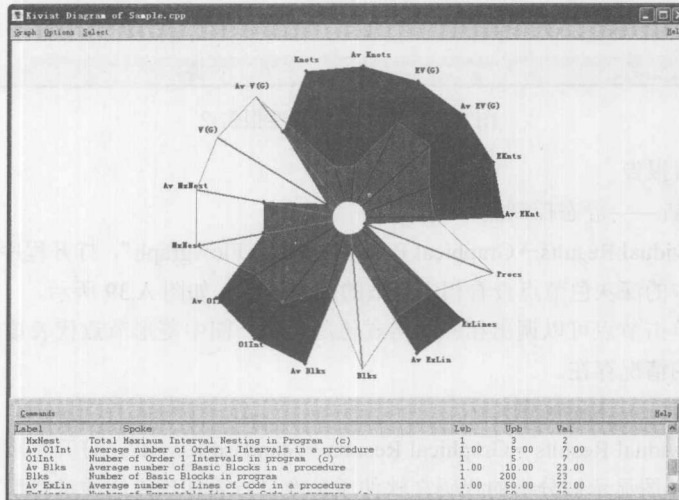 Kiviat Diagram of Sample.cpp
Graph Options Select Help
Knots
Av Knots
EV(G)
Av EV(G)
EKnts
Av EKnt
Procs
ExLines
Av ExLin
Blks
Av Blks
O1Int
Av O1I
MxNest
Av MxNest
V(G)
Av V(G)
Commands Help
Label Spoke Lwb Upb Val
MxNest Total Maximum Interval Nesting in Program (c) 1 3 2
Av O1Int Average number of Order 1 Intervals in a procedure 1 5 7.00
O1Int Number of Order 1 Intervals in program (c) 1 5 7
Av Blks Average number of Basic Blocks in a procedure 1.00 10.00 23.00
Blks Number of Basic Blocks in program 1 200 23
Av ExLin Average number of Lines of Code in a procedure 1.00 50.00 72.00